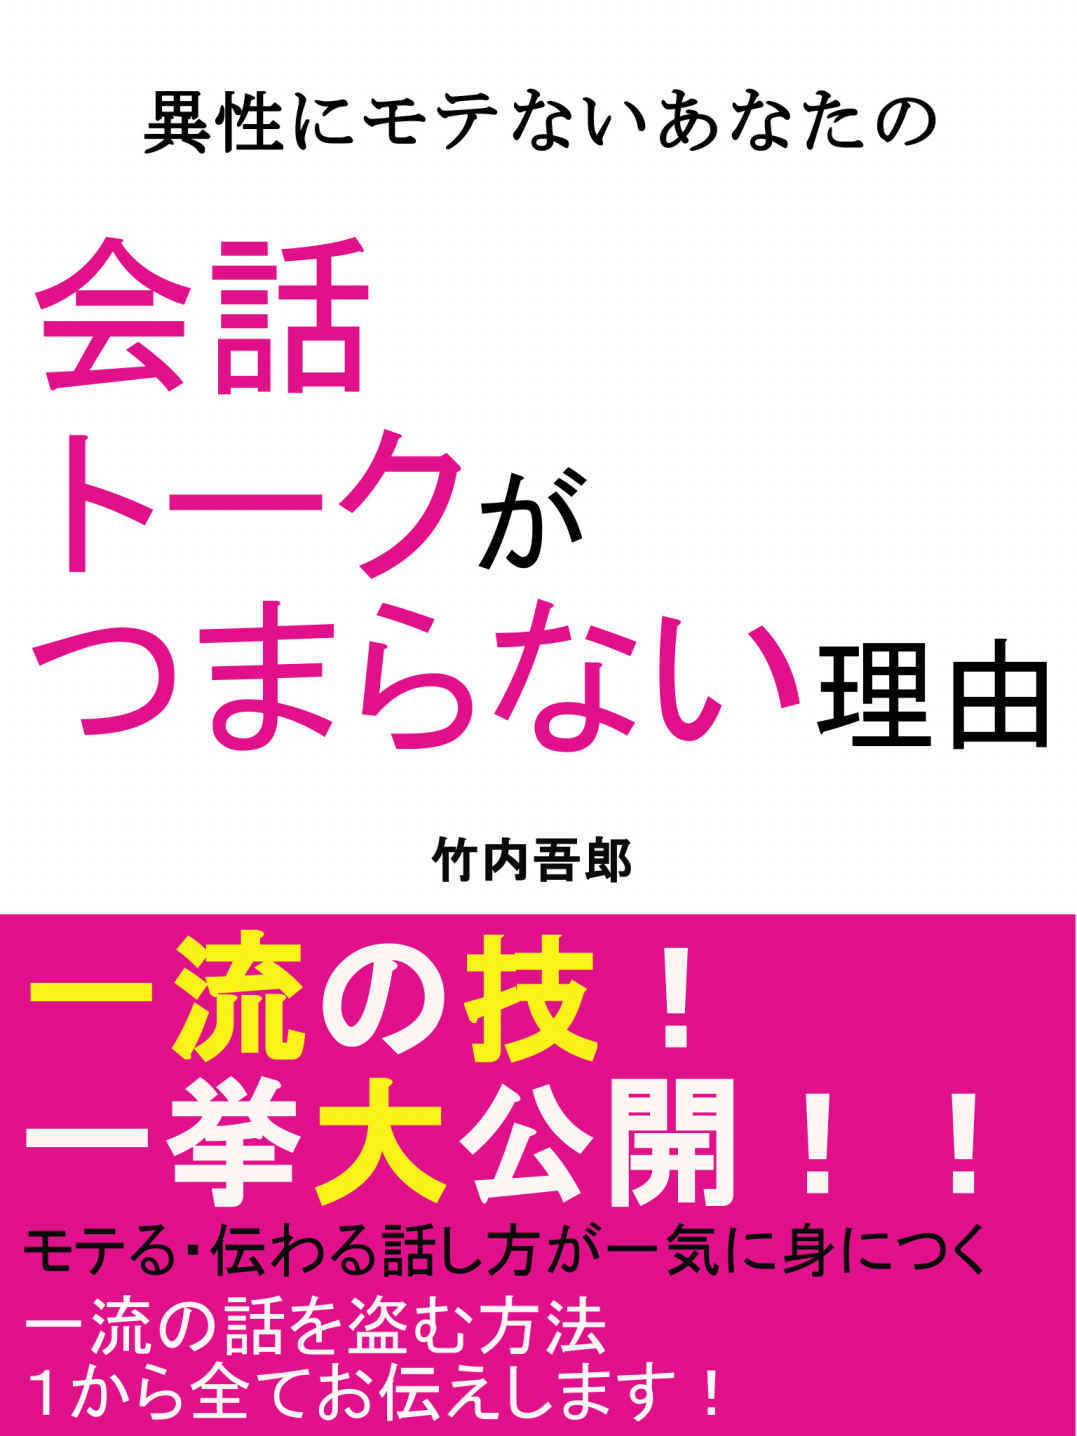 異性にモテないあなたの
会話
トークが
つまらない理由
竹内吾郎
一流の技！
一挙大公開！！
モテる・伝わる話し方が一気に身につく
一流の話を盗む方法
１から全てお伝えします！